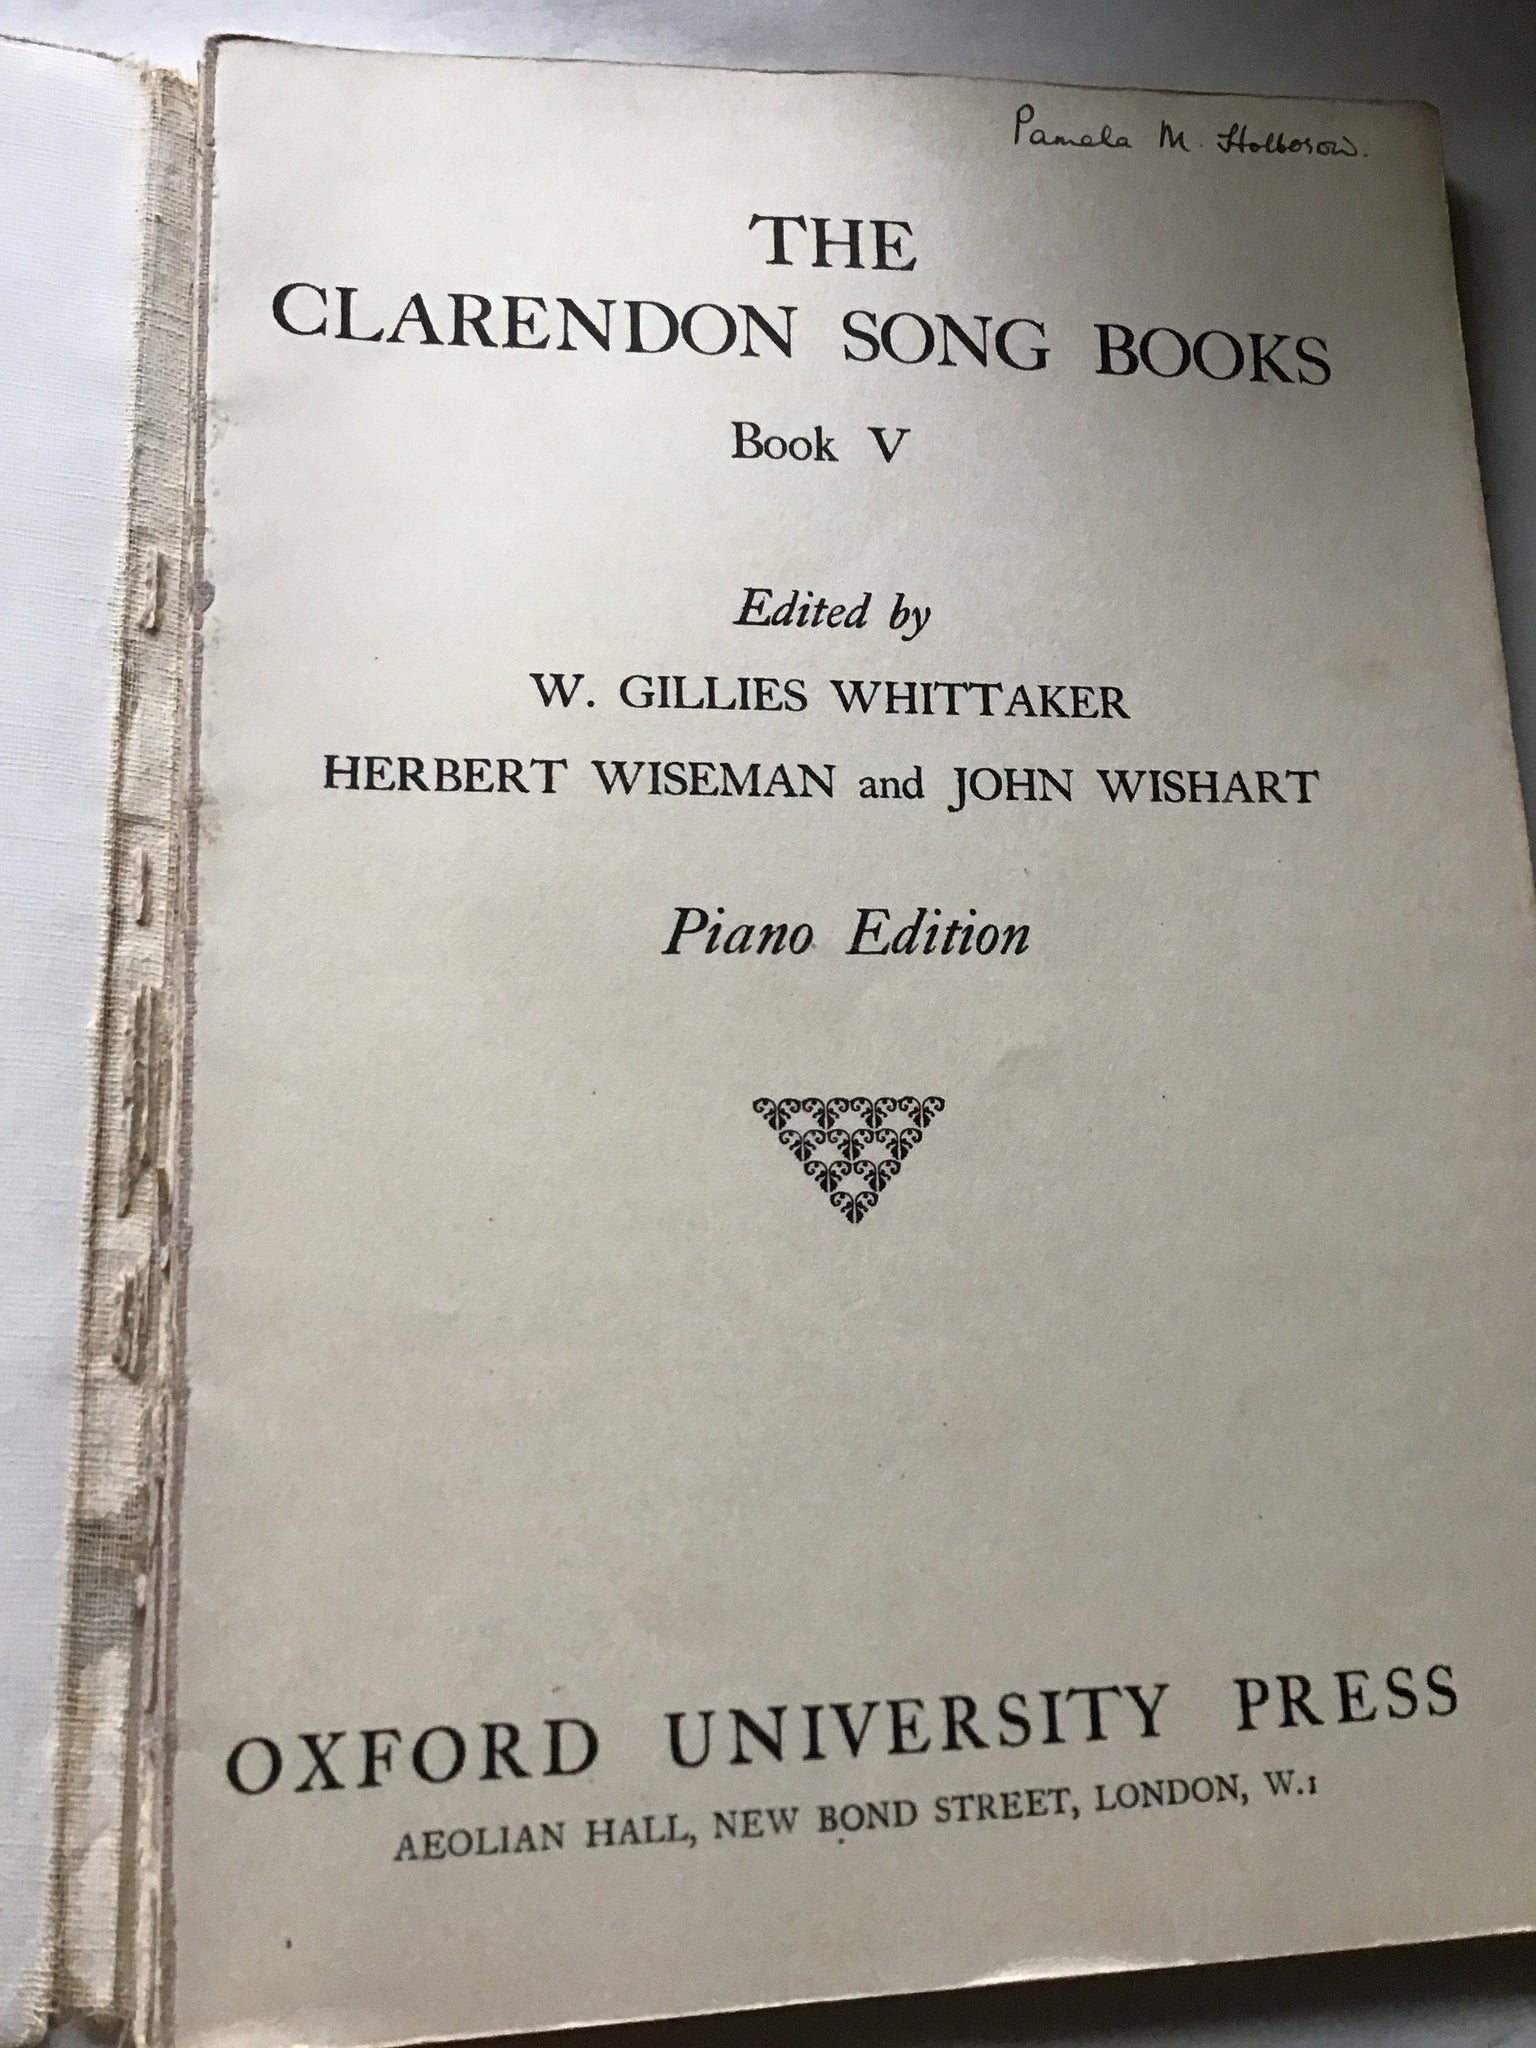 Pamela M. Holborow.
THE
CLARENDON SONG BOOKS
Book V
Edited by
W. GILLIES WHITTAKER
HERBERT WISEMAN and JOHN WISHART
Piano Edition
OXFORD UNIVERSITY PRESS
AEOLIAN HALL, NEW BOND STREET, LONDON, W.1